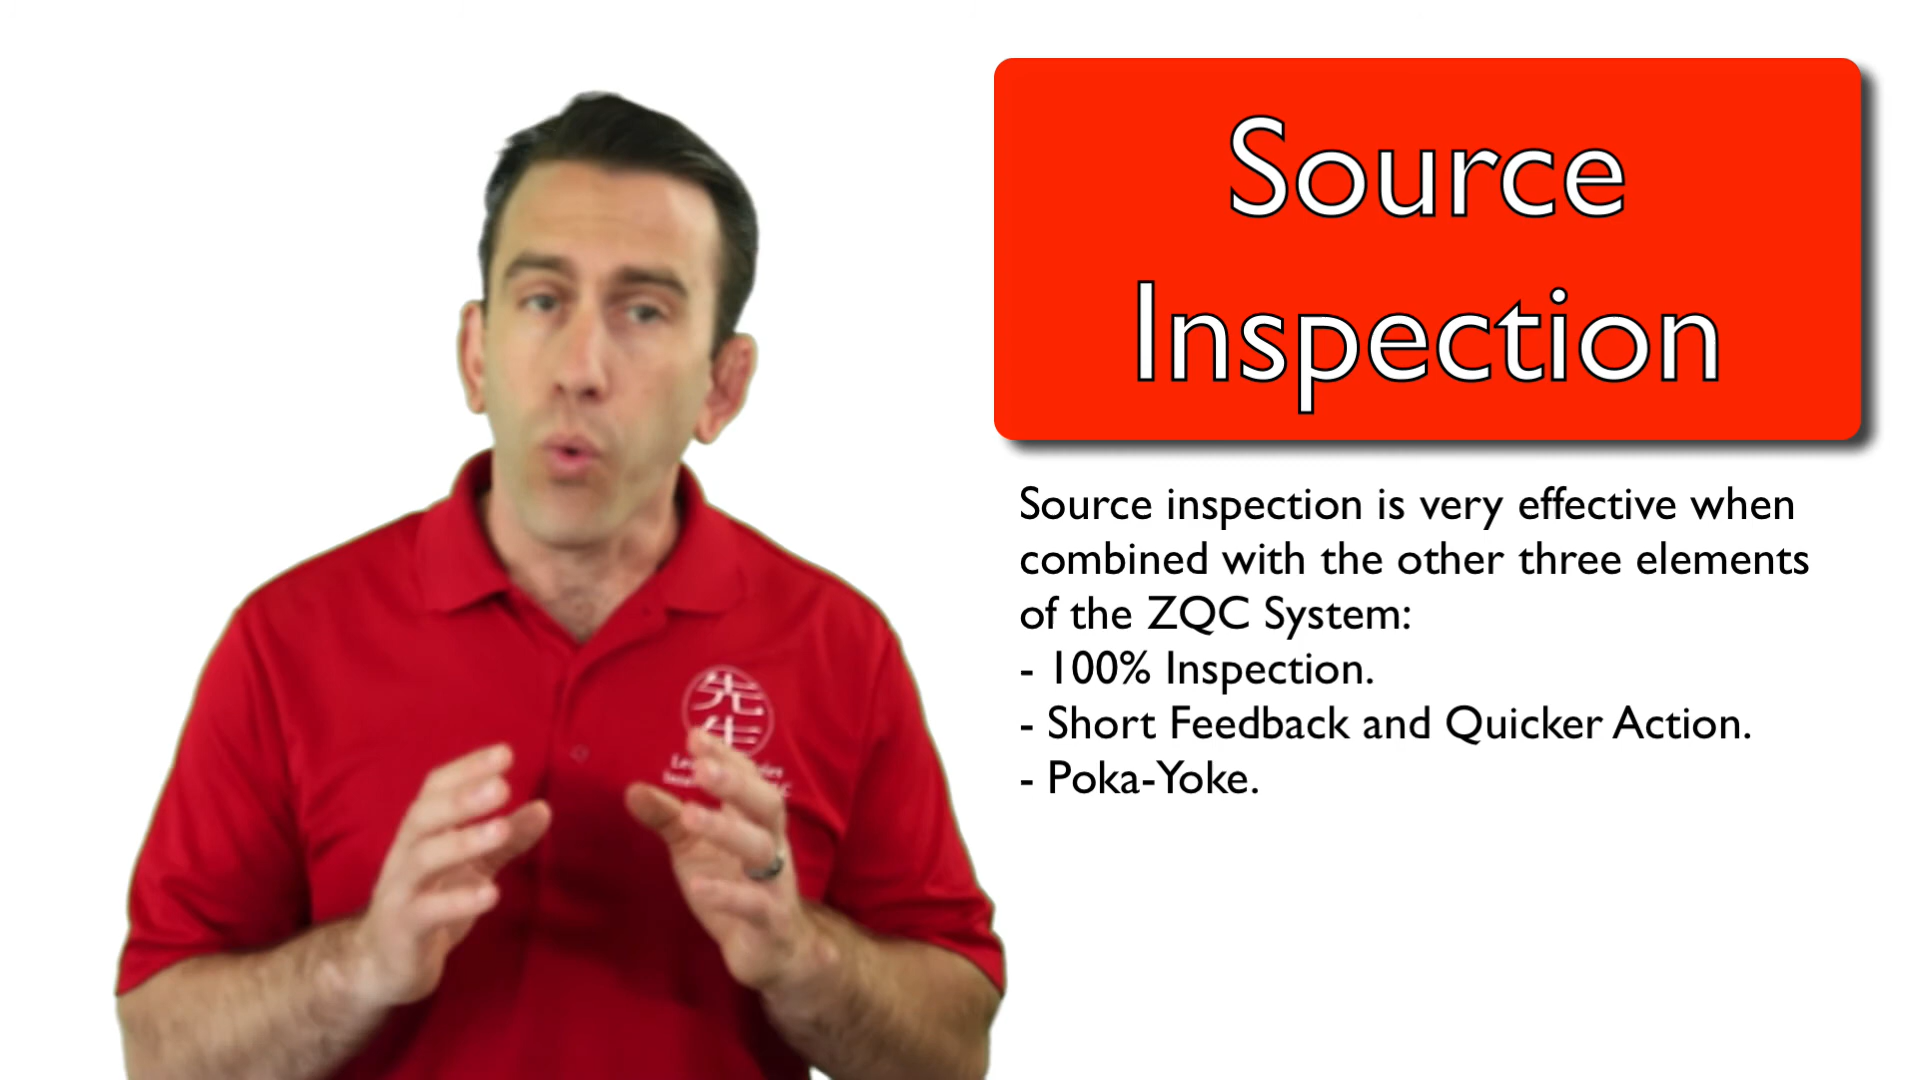 Source
Inspection
Source inspection is very effective when
combined with the other three elements
of the ZQC System:
- 100% Inspection.
- Short Feedback and Quicker Action.
- Poka-Yoke.
先
生